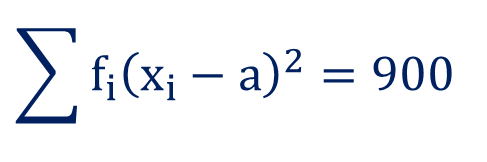 ∑ fᵢ(xᵢ − a)² = 900